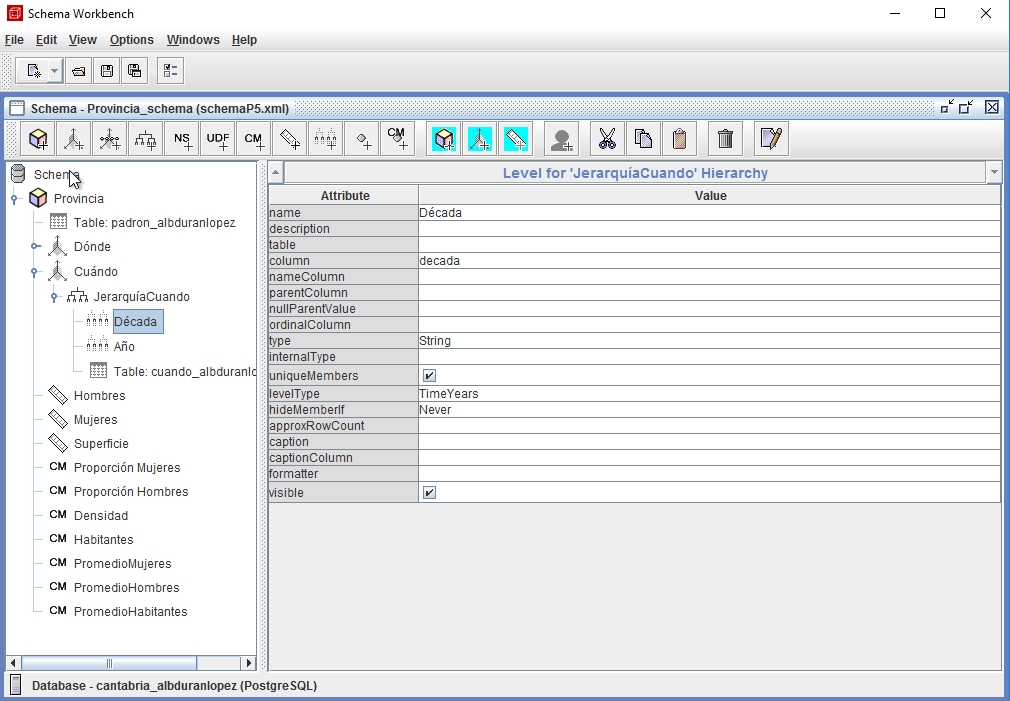 Schema Workbench
File Edit View Options Windows Help
Schema - Provincia_schema (schemaP5.xml)
NS UDF CM CM
Schema
Provincia
Table: padron_albduranlopez
Dónde
Cuándo
JerarquíaCuando
Década
Año
Table: cuando_albduranlo
Hombres
Mujeres
Superficie
CM Proporción Mujeres
CM Proporción Hombres
CM Densidad
CM Habitantes
CM PromedioMujeres
CM PromedioHombres
CM PromedioHabitantes
Level for 'JerarquíaCuando' Hierarchy
Attribute Value
name Década
description
table
column decada
nameColumn
parentColumn
nullParentValue
ordinalColumn
type String
internalType
uniqueMembers
levelType TimeYears
hideMemberIf Never
approxRowCount
caption
captionColumn
formatter
visible
Database - cantabria_albduranlopez (PostgreSQL)